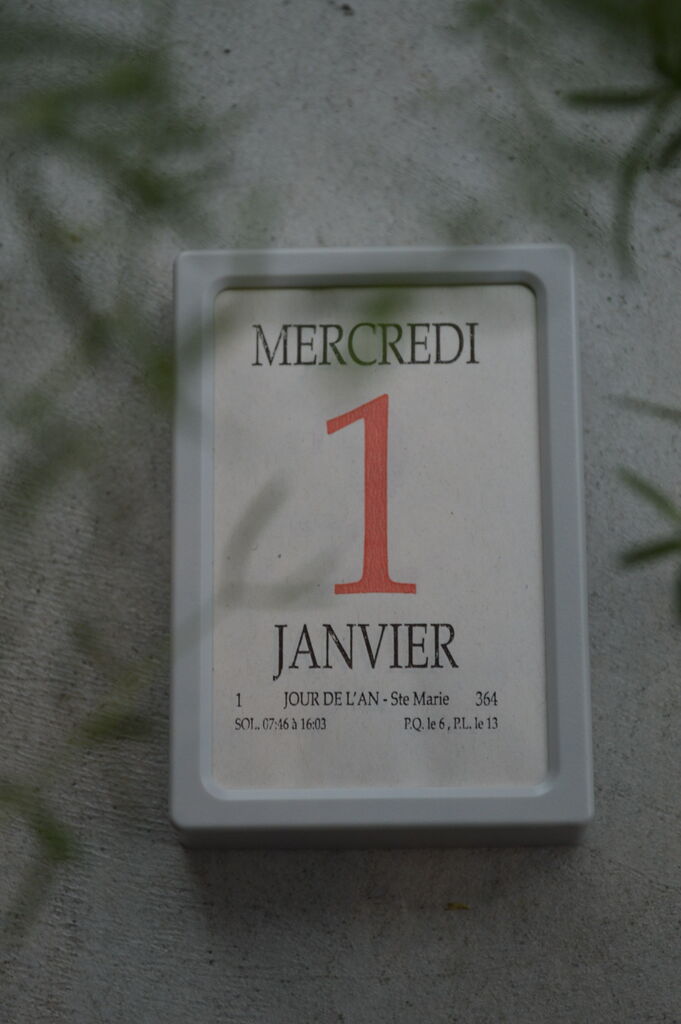 MERCREDI
1
JANVIER
1 JOUR DE L'AN - Ste Marie 364
SOL. 07:46 à 16:03 P.Q. le 6 , P.L. le 13